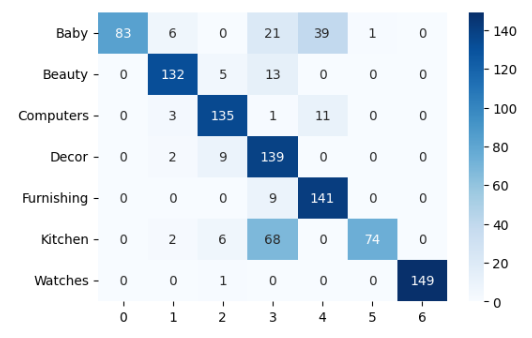 Baby 83 6 0 21 39 1 0
Beauty 0 132 5 13 0 0 0
Computers 0 3 135 1 11 0 0
Decor 0 2 9 139 0 0 0
Furnishing 0 0 0 9 141 0 0
Kitchen 0 2 6 68 0 74 0
Watches 0 0 1 0 0 0 149
0 1 2 3 4 5 6
140
120
100
80
60
40
20
0